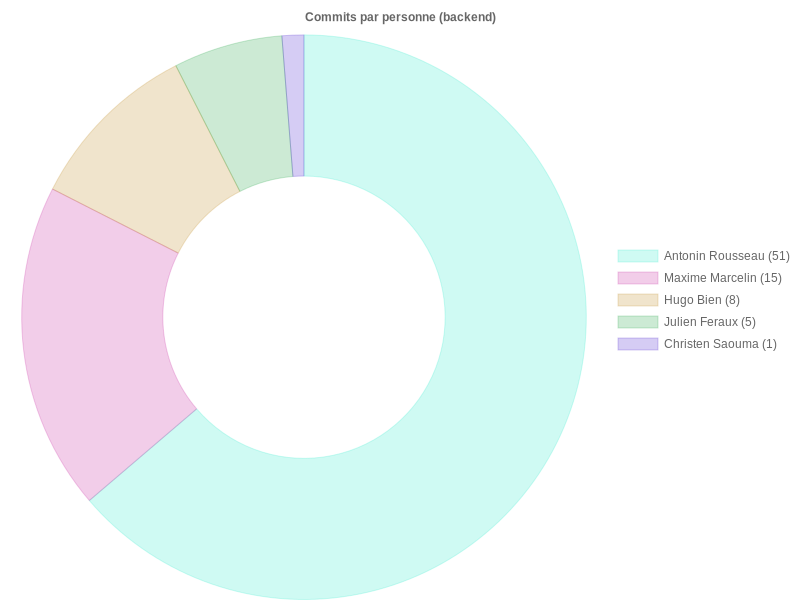 Commits par personne (backend)
Antonin Rousseau (51)
Maxime Marcelin (15)
Hugo Bien (8)
Julien Feraux (5)
Christen Saouma (1)